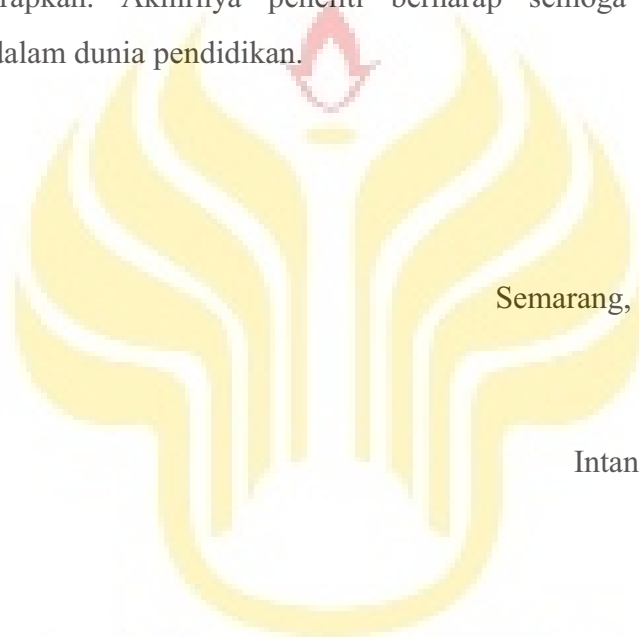 rapkan. Akhirnya peneliti berharap semoga
dalam dunia pendidikan.
Semarang,
Intan